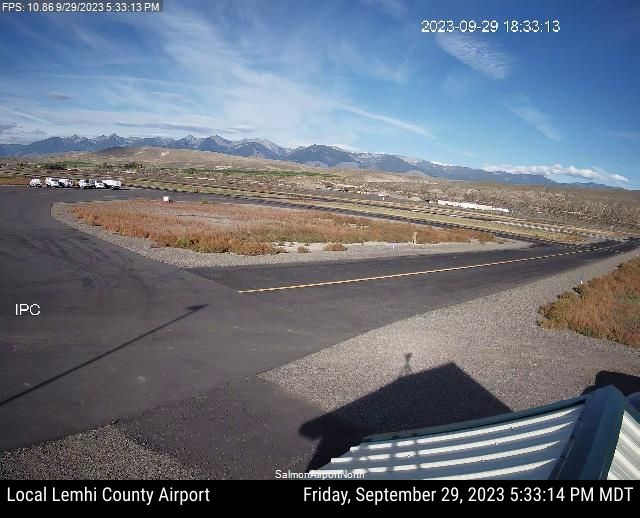 FPS: 10.86 9/29/2023 5:33:13 PM
2023-09-29 18:33:13
IPC
SalmonAirportNorth
Local Lemhi County Airport
Friday, September 29, 2023 5:33:14 PM MDT